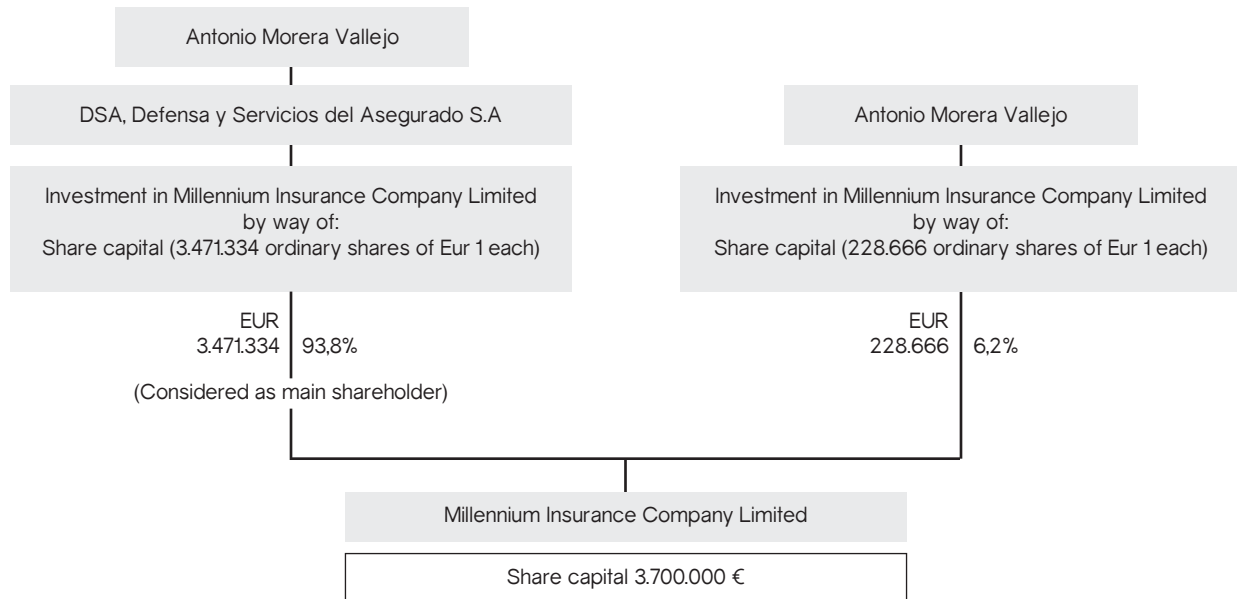 Antonio Morera Vallejo
DSA, Defensa y Servicios del Asegurado S.A
Investment in Millennium Insurance Company Limited
by way of:
Share capital (3.471.334 ordinary shares of Eur 1 each)
EUR
3.471.334 93,8%
(Considered as main shareholder)
Antonio Morera Vallejo
Investment in Millennium Insurance Company Limited
by way of:
Share capital (228.666 ordinary shares of Eur 1 each)
EUR
228.666 6,2%
Millennium Insurance Company Limited
Share capital 3.700.000 €